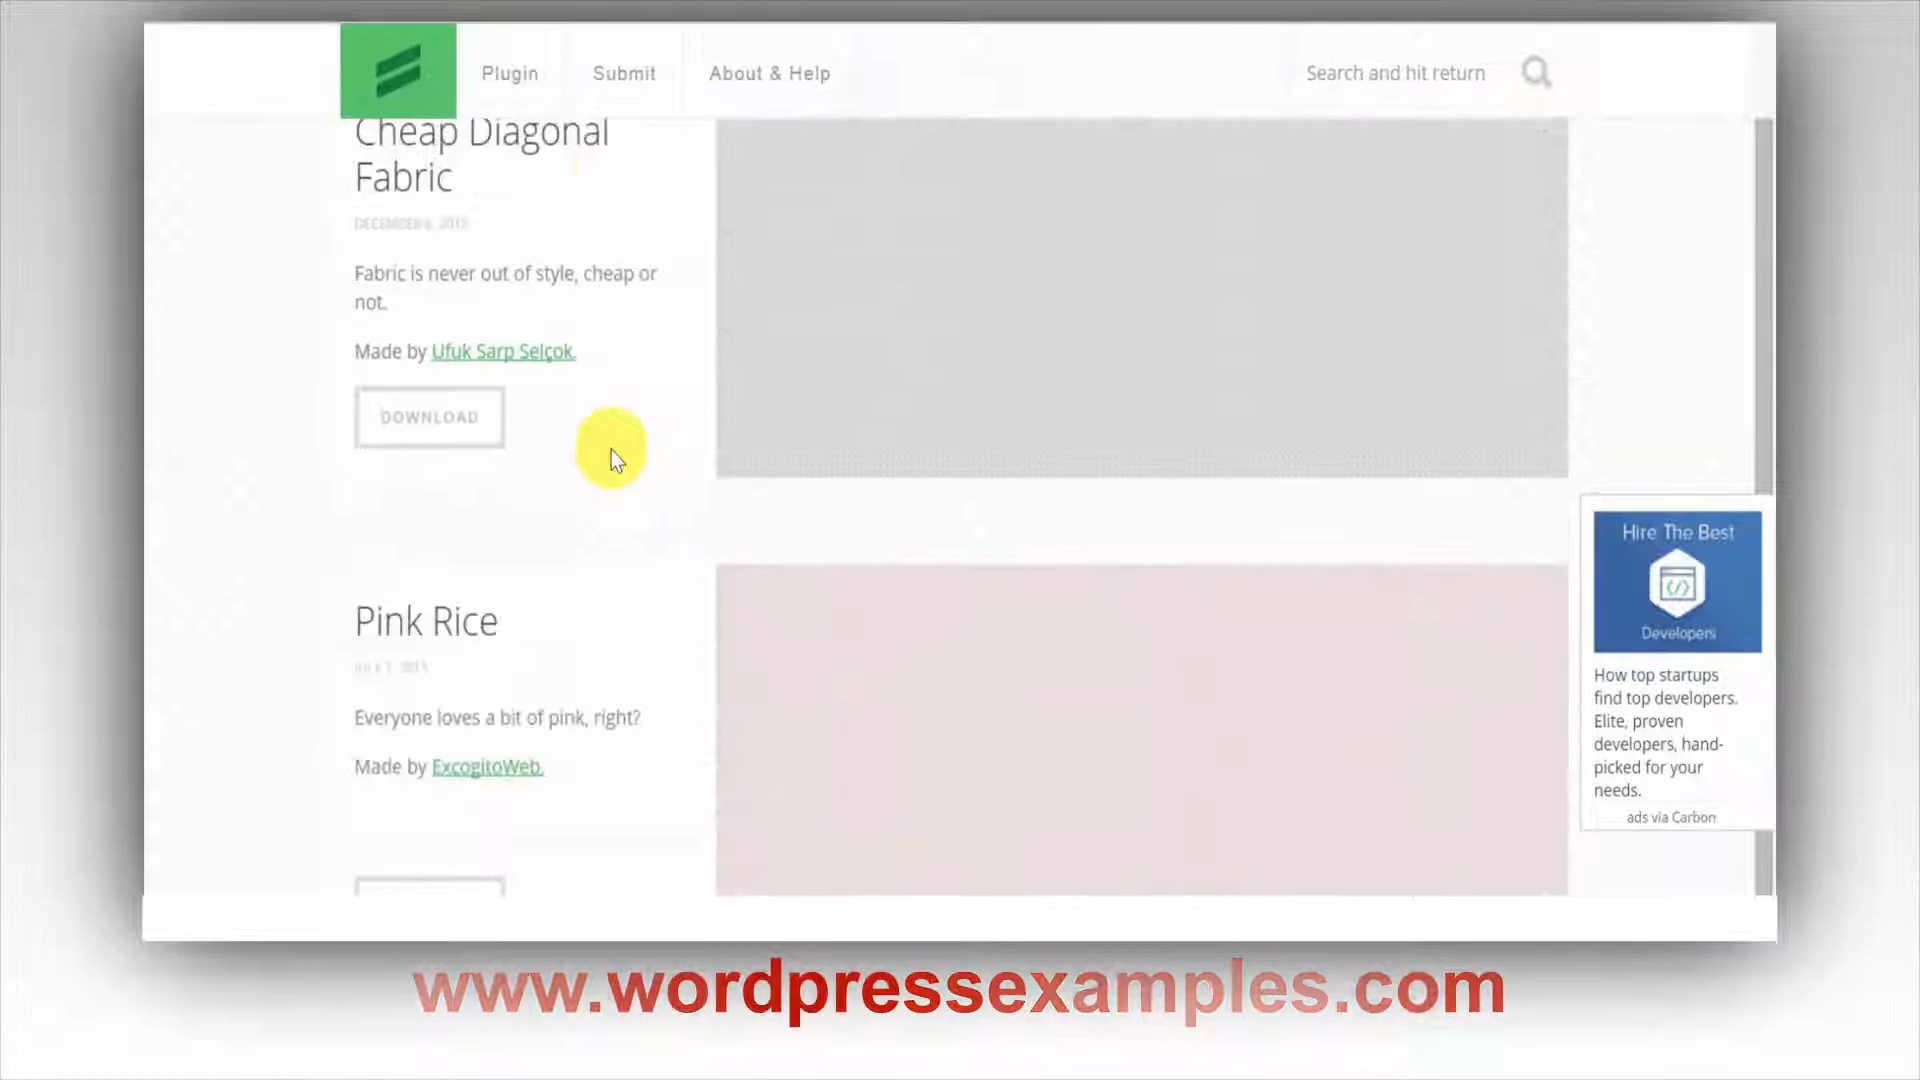 Plugin
Submit
About & Help
Search and hit return
Cheap Diagonal
Fabric
Fabric is never out of style, cheap or
not.
Made by Ufuk Sarp Selçok.
DOWNLOAD
Pink Rice
Everyone loves a bit of pink, right?
Made by ExcogitoWeb.
Hire The Best
Developers
How top startups
find top developers.
Elite, proven
developers, hand-
picked for your
needs.
ads via Carbon
www.wordpressexamples.com